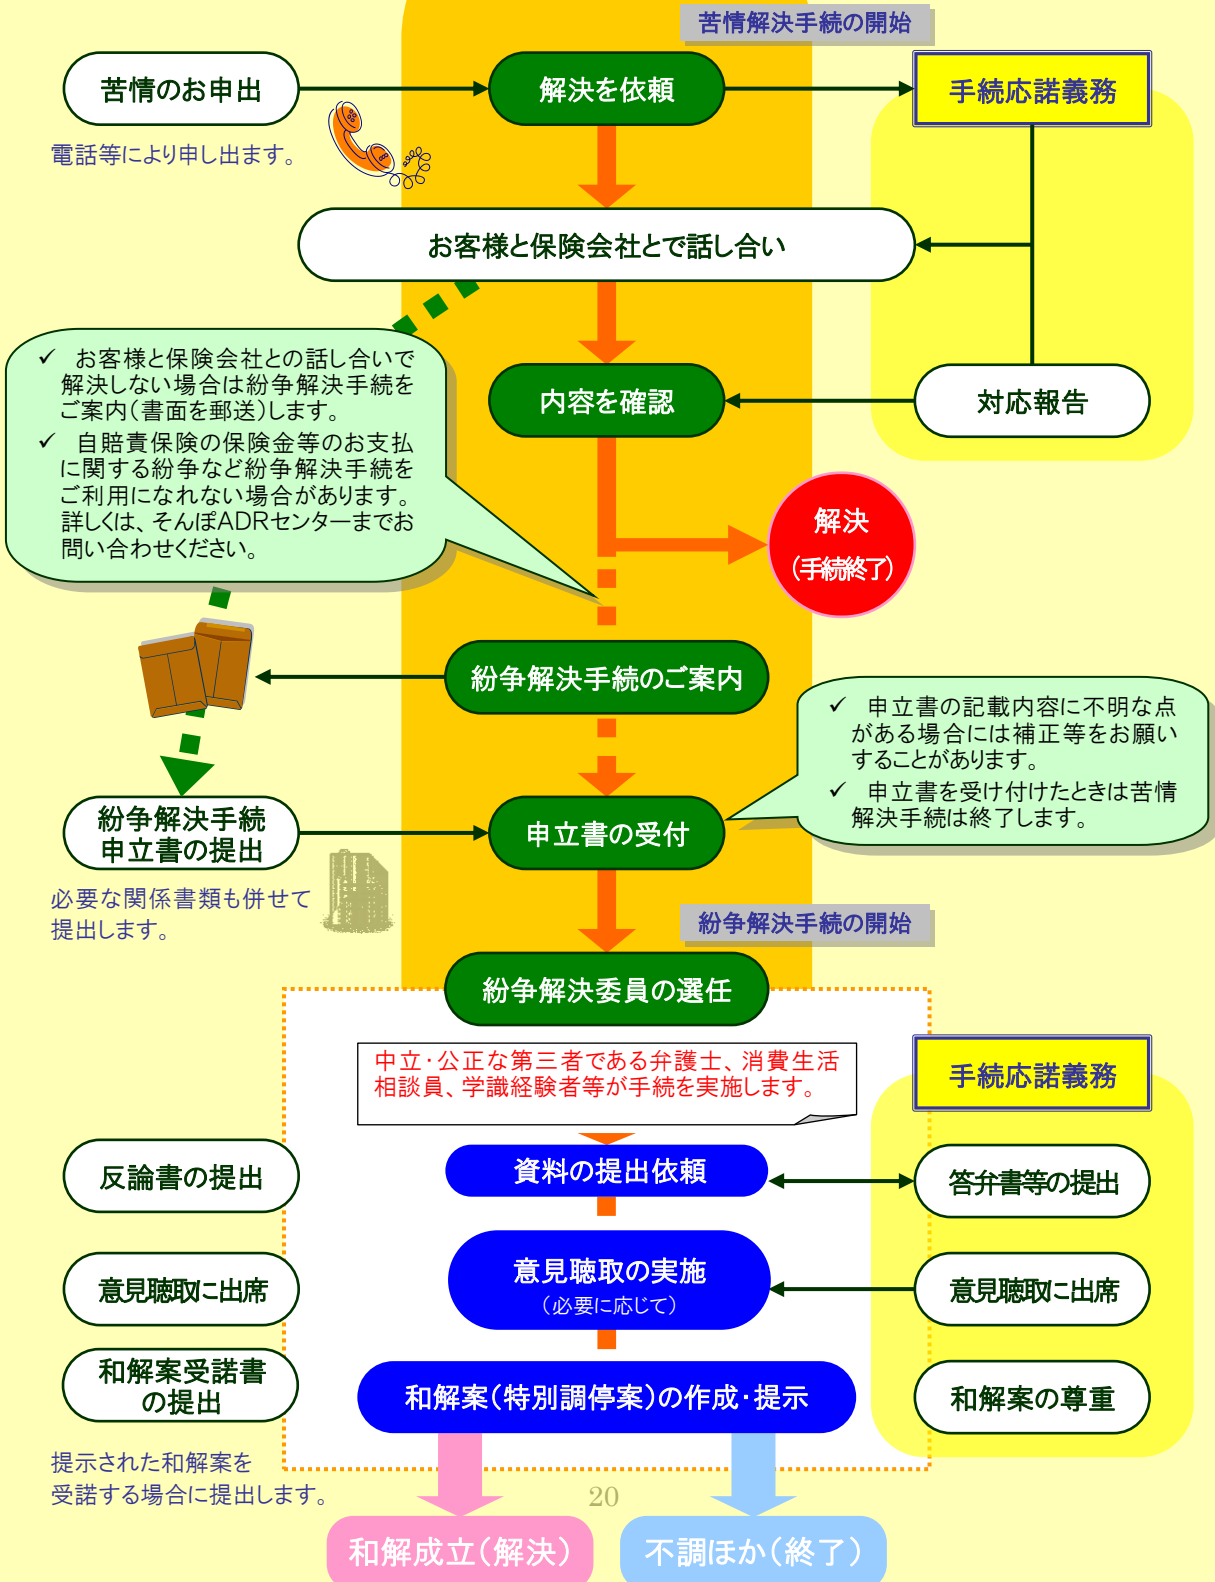 苦情解決手続の開始
苦情のお申出
解決を依頼
手続応諾義務
電話等により申し出ます。
お客様と保険会社とで話し合い
✓ お客様と保険会社との話し合いで
解決しない場合は紛争解決手続を
ご案内（書面を郵送）します。
✓ 自賠責保険の保険金等のお支払
に関する紛争など紛争解決手続を
ご利用になれない場合があります。
詳しくは、そんぽADRセンターまでお
問い合わせください。
内容を確認
対応報告
解決
（手続終了）
紛争解決手続のご案内
✓ 申立書の記載内容に不明な点
がある場合には補正等をお願い
することがあります。
✓ 申立書を受け付けたときは苦情
解決手続は終了します。
紛争解決手続
申立書の提出
申立書の受付
必要な関係書類も併せて
提出します。
紛争解決手続の開始
紛争解決委員の選任
中立・公正な第三者である弁護士、消費生活
相談員、学識経験者等が手続を実施します。
手続応諾義務
反論書の提出
資料の提出依頼
答弁書等の提出
意見聴取に出席
意見聴取の実施
（必要に応じて）
意見聴取に出席
和解案受諾書
の提出
和解案（特別調停案）の作成・提示
和解案の尊重
提示された和解案を
受諾する場合に提出します。
20
和解成立（解決）
不調ほか（終了）